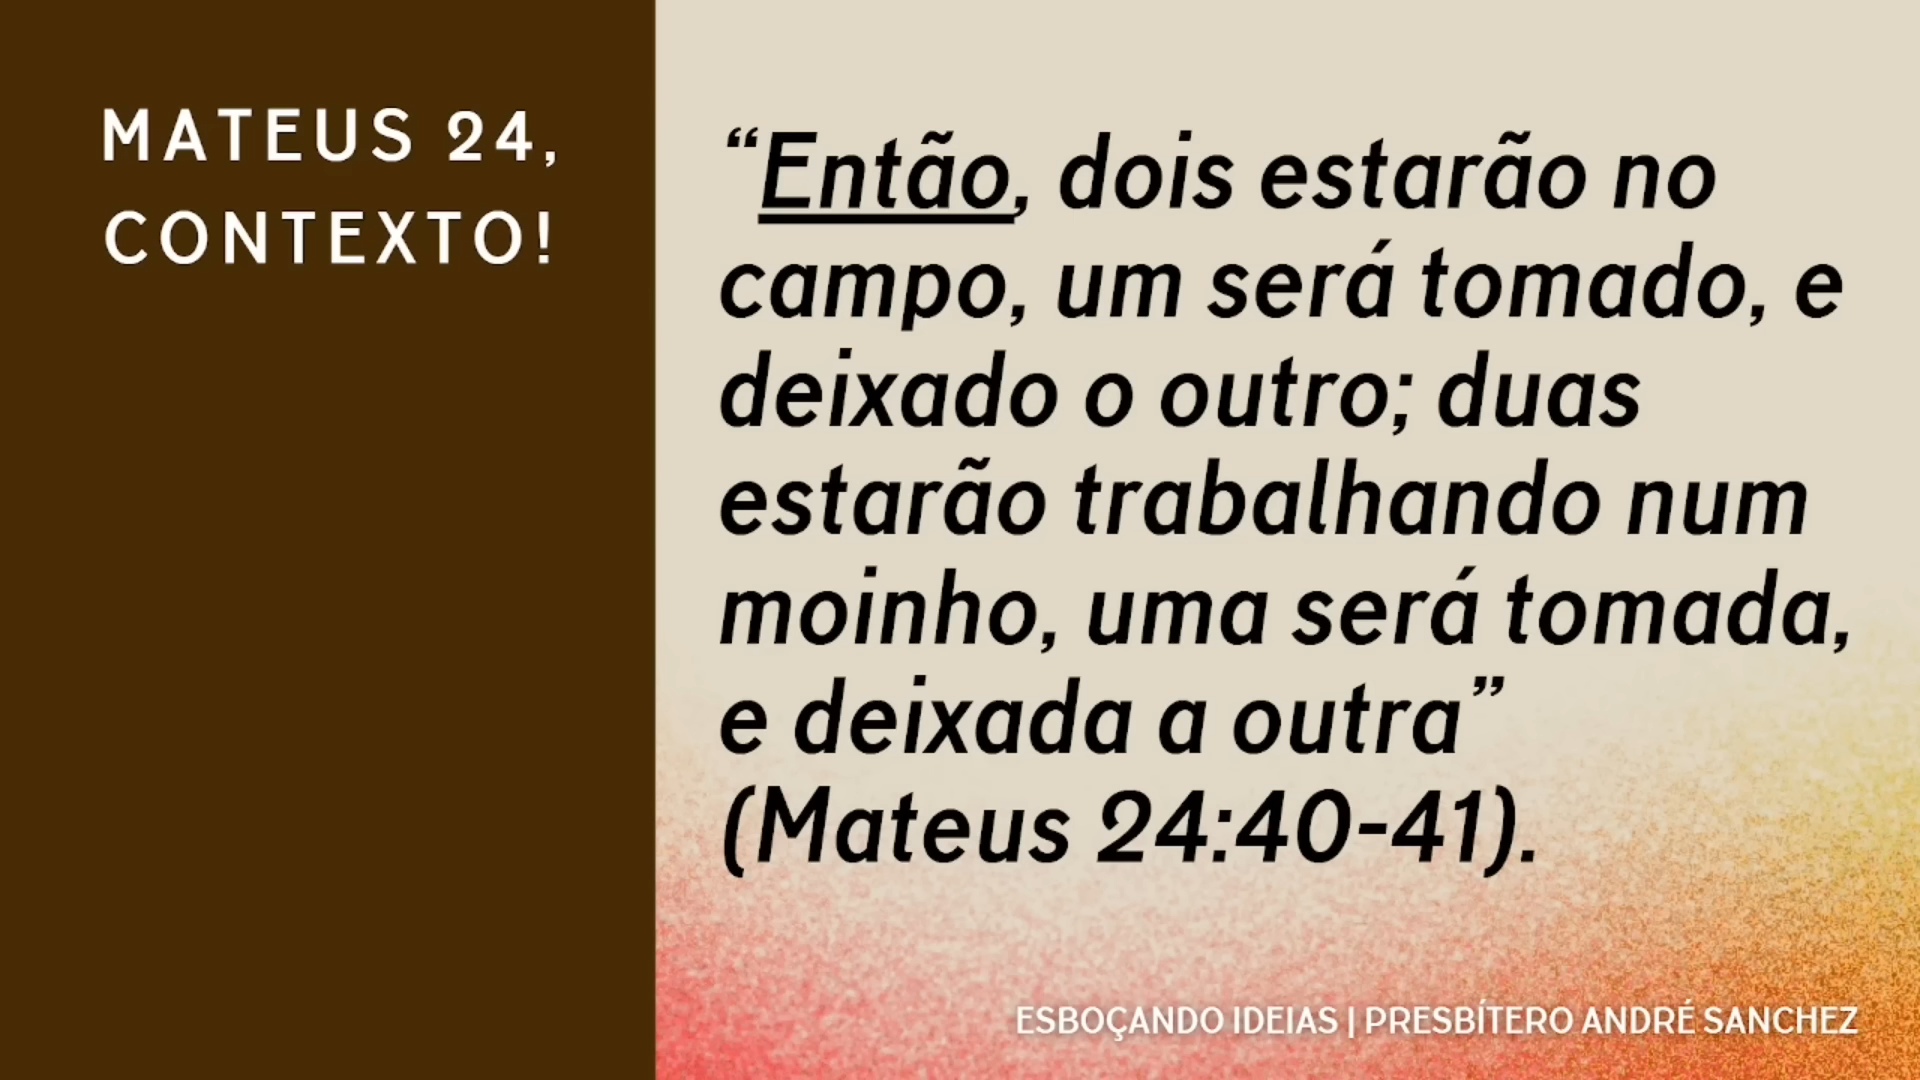 MATEUS 24,
CONTEXTO!
“Então, dois estarão no
campo, um será tomado, e
deixado o outro; duas
estarão trabalhando num
moinho, uma será tomada,
e deixada a outra”
(Mateus 24:40-41).
ESBOÇANDO IDEIAS | PRESBÍTERO ANDRÉ SANCHEZ